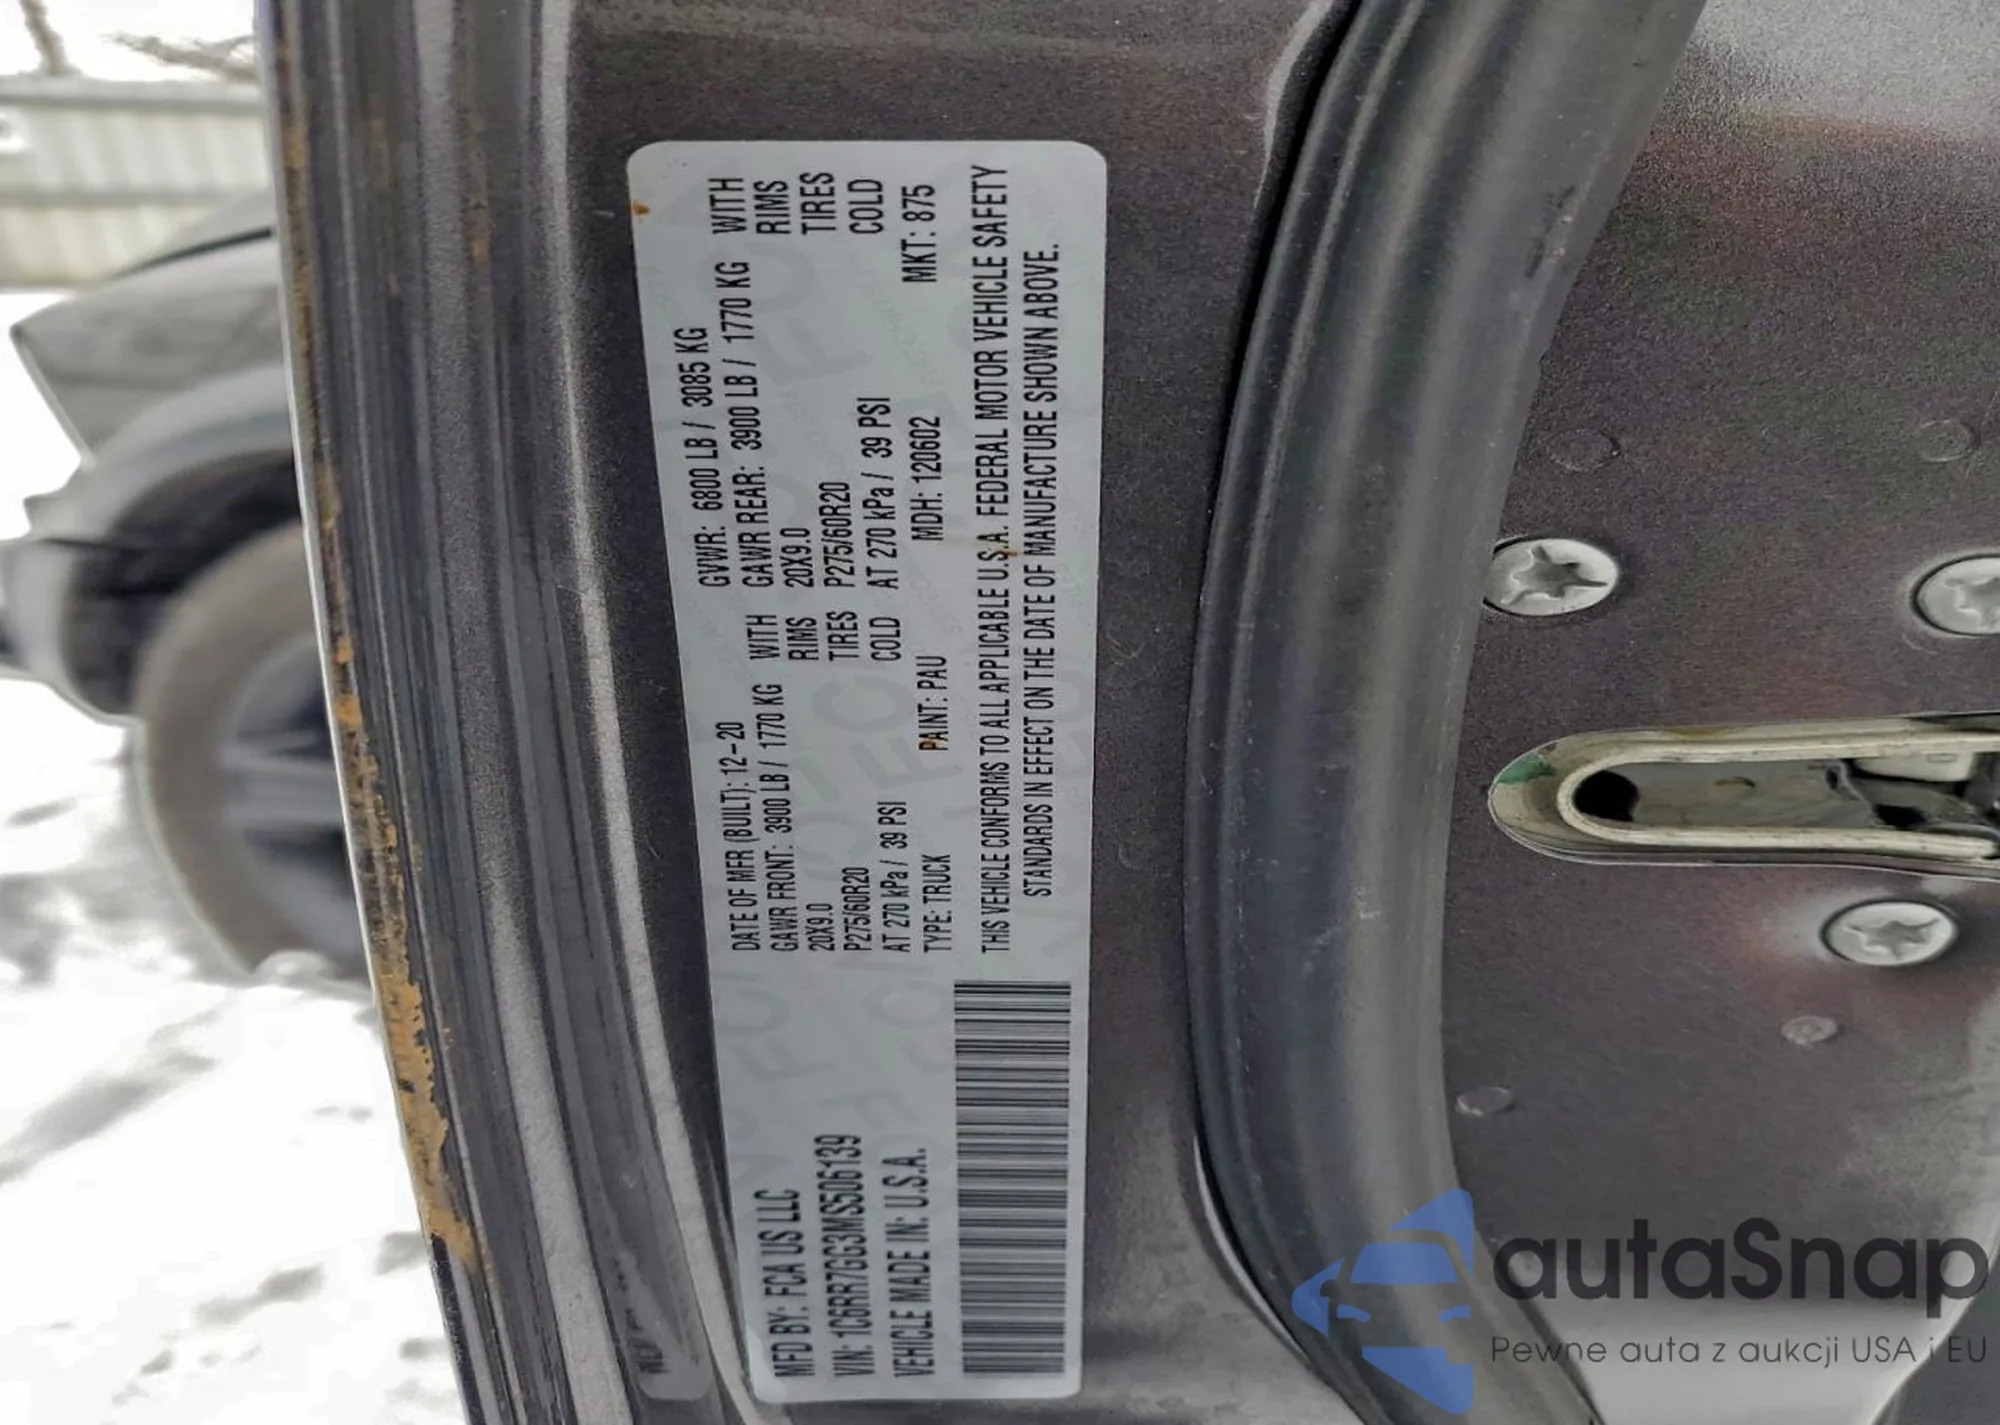 MFD BY: FCA US LLC
DATE OF MFR (BUILT): 12-20
GVWR: 6800 LB / 3085 KG
VIN: 1C6RR7GG3MS506139
GAWR FRONT: 3900 LB / 1770 KG WITH
GAWR REAR: 3900 LB / 1770 KG WITH
20X9.0 RIMS
20X9.0 RIMS
P275/60R20 TIRES
P275/60R20 TIRES
VEHICLE MADE IN: U.S.A.
AT 270 kPa / 39 PSI COLD
AT 270 kPa / 39 PSI COLD
TYPE: TRUCK PAINT: PAU MDH: 120602 MKT: 875
THIS VEHICLE CONFORMS TO ALL APPLICABLE U.S.A. FEDERAL MOTOR VEHICLE SAFETY
STANDARDS IN EFFECT ON THE DATE OF MANUFACTURE SHOWN ABOVE.
autaSnap
Pewne auta z aukcji USA i EU